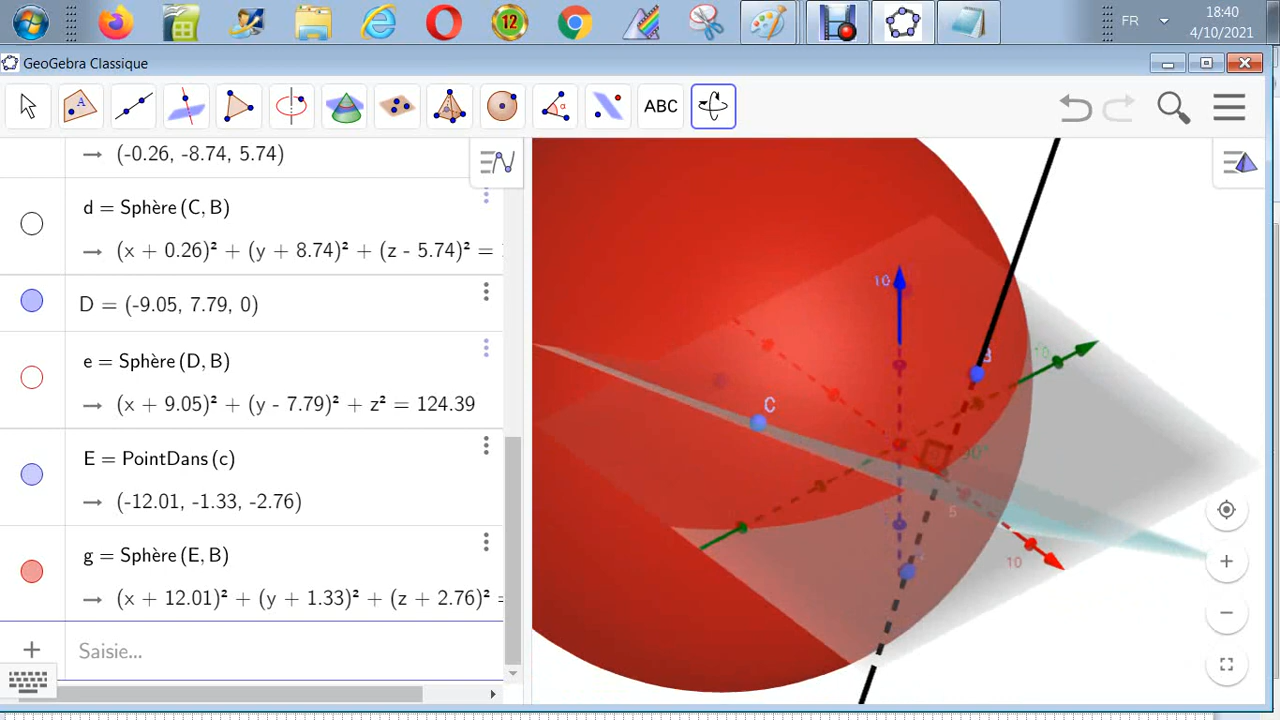 FR
18:40
4/10/2021
12
GeoGebra Classique
A
α
ABC
→ (-0.26, -8.74, 5.74)
d = Sphère (C, B)
→ (x + 0.26)² + (y + 8.74)² + (z - 5.74)² =
D = (-9.05, 7.79, 0)
e = Sphère (D, B)
→ (x + 9.05)² + (y - 7.79)² + z² = 124.39
E = PointDans (c)
→ (-12.01, -1.33, -2.76)
g = Sphère (E, B)
→ (x + 12.01)² + (y + 1.33)² + (z + 2.76)² =
Saisie...
10
10
B
C
90°
5
10